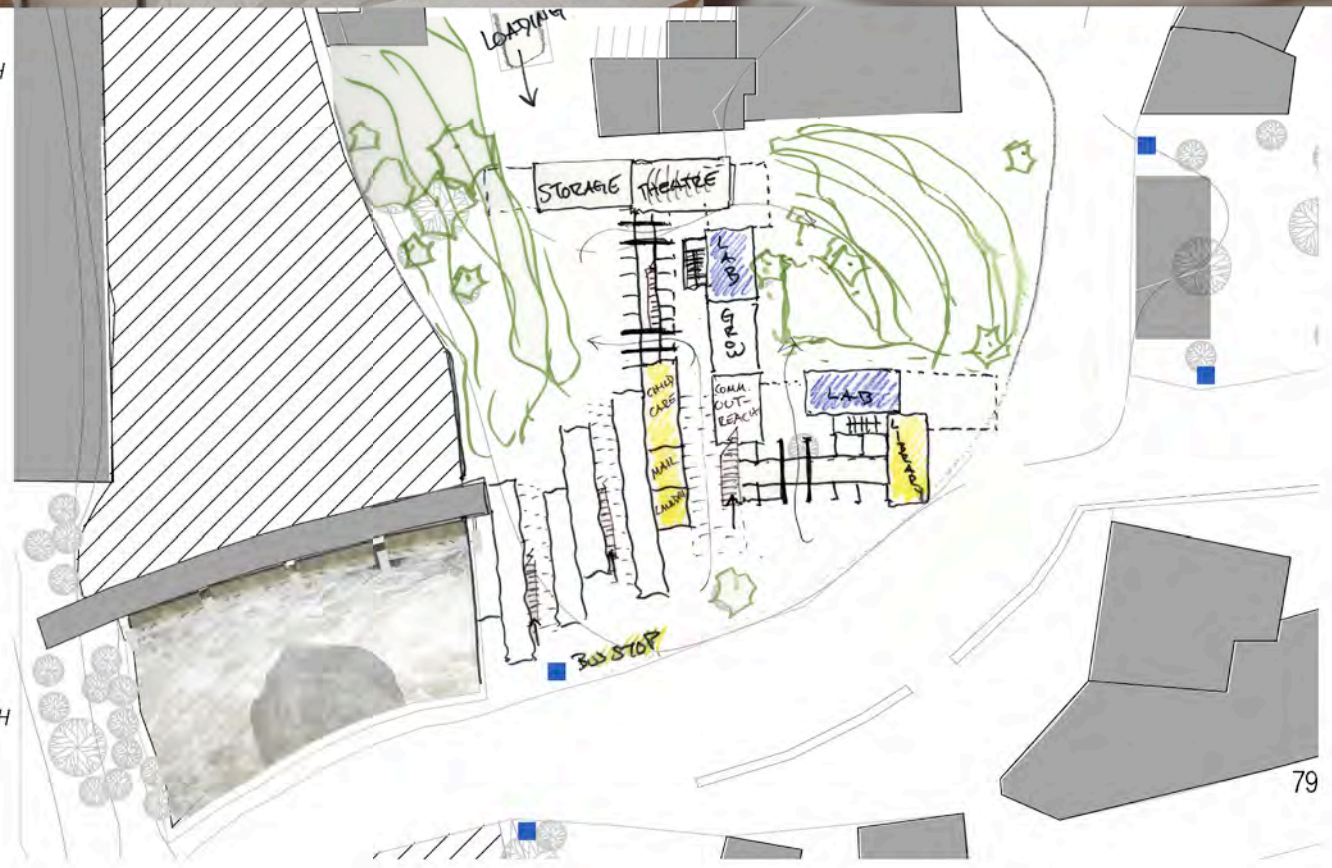 H
LOADING
STORAGE
THEATRE
LAB
GROW
CHILD
CARE
COMM.
OUT-
REACH
LAB
LIBRARY
MAIL
BUS STOP
H
79